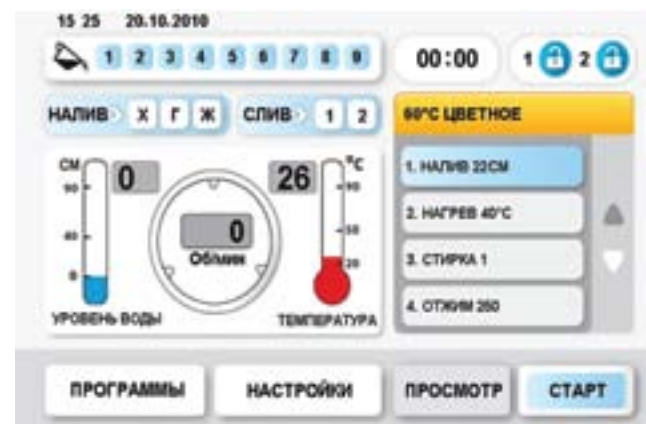 15 25 20.10.2010
1 2 3 4 5 6 7 8 9
00:00
1 2
НАЛИВ Х Г Ж СЛИВ 1 2
60°C ЦВЕТНОЕ
СМ
90
40
0
0
0
Об/мин
26
°C
90
50
20
УРОВЕНЬ ВОДЫ
ТЕМПЕРАТУРА
1. НАЛИВ 22СМ
2. НАГРЕВ 40°C
3. СТИРКА 1
4. ОТЖИМ 250
ПРОГРАММЫ
НАСТРОЙКИ
ПРОСМОТР
СТАРТ